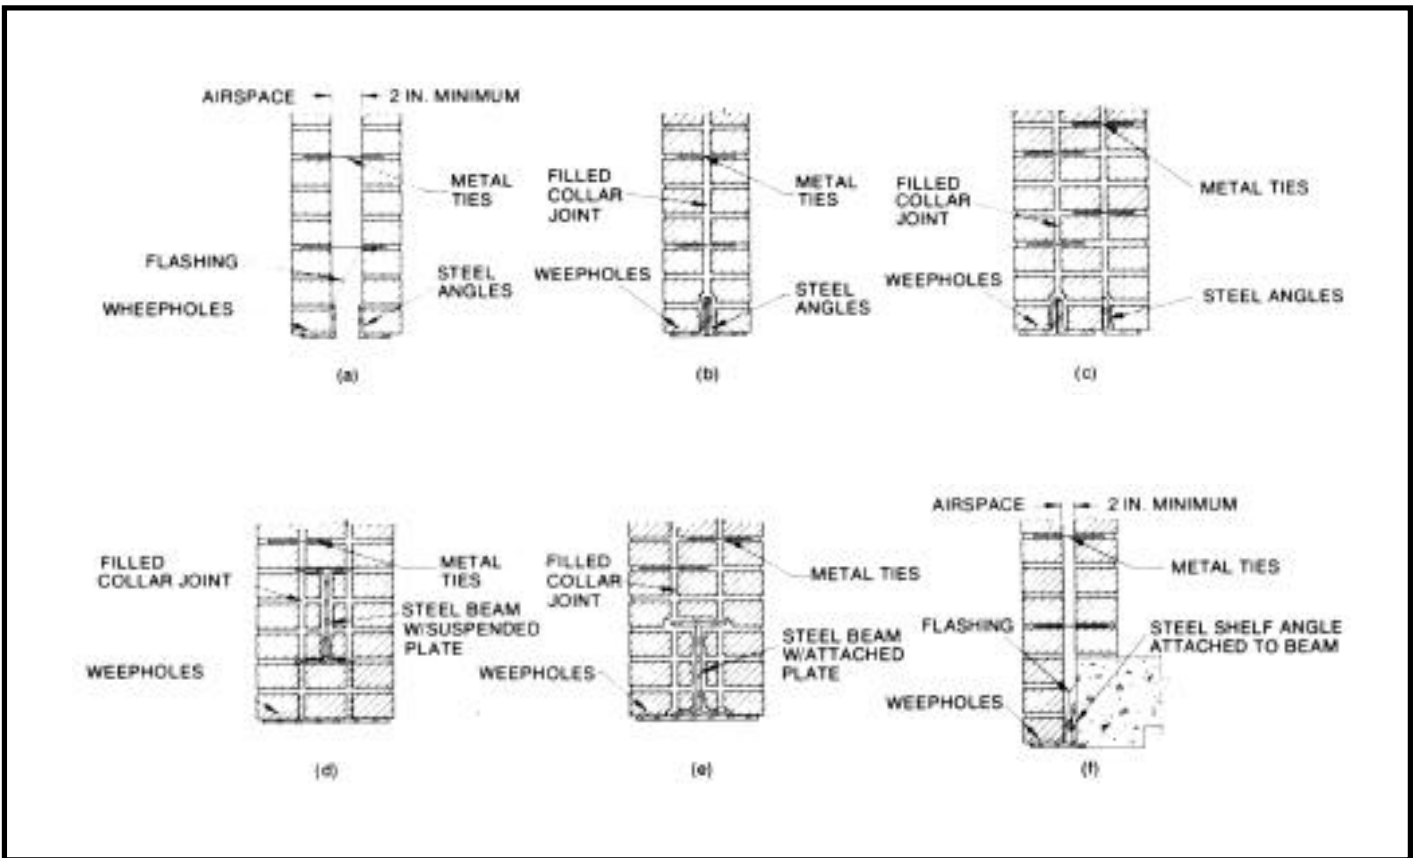 AIRSPACE 2 IN. MINIMUM
METAL
TIES
FLASHING
STEEL
ANGLES
WHEEPHOLES
(a)
FILLED
COLLAR
JOINT
METAL
TIES
WEEPHOLES
STEEL
ANGLES
(b)
FILLED
COLLAR
JOINT
METAL TIES
WEEPHOLES
STEEL ANGLES
(c)
FILLED
COLLAR JOINT
METAL
TIES
STEEL BEAM
W/SUSPENDED
PLATE
WEEPHOLES
(d)
FILLED
COLLAR
JOINT
METAL TIES
STEEL BEAM
W/ATTACHED
PLATE
WEEPHOLES
(e)
AIRSPACE 2 IN. MINIMUM
METAL TIES
FLASHING
STEEL SHELF ANGLE
ATTACHED TO BEAM
WEEPHOLES
(f)